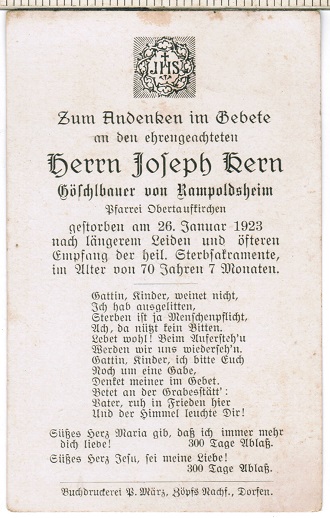 IHS
Zum Andenken im Gebete
an den ehrengeachteten
Herrn Joseph Kern
Göschlbauer von Rampoldsheim
Pfarrei Obertaufkirchen
gestorben am 26. Januar 1923
nach längerem Leiden und öfteren
Empfang der heil. Sterbsakramente,
im Alter von 70 Jahren 7 Monaten.
Gattin, Kinder, weinet nicht,
Ich hab ausgelitten,
Sterben ist ja Menschenpflicht,
Ach, da nützt kein Bitten.
Lebet wohl! Beim Aufersteh'n
Werden wir uns wiederseh'n.
Gattin, Kinder, ich bitte Euch
Noch um eine Gabe,
Denket meiner im Gebet.
Betet an der Grabesstätt':
Vater, ruh in Frieden hier
Und der Himmel leuchte Dir!
Süßes Herz Maria gib, daß ich immer mehr
dich liebe! 300 Tage Ablaß.
Süßes Herz Jesu, sei meine Liebe!
300 Tage Ablaß.
Buchdruckerei P. März, Zöpfs Nachf., Dorfen.